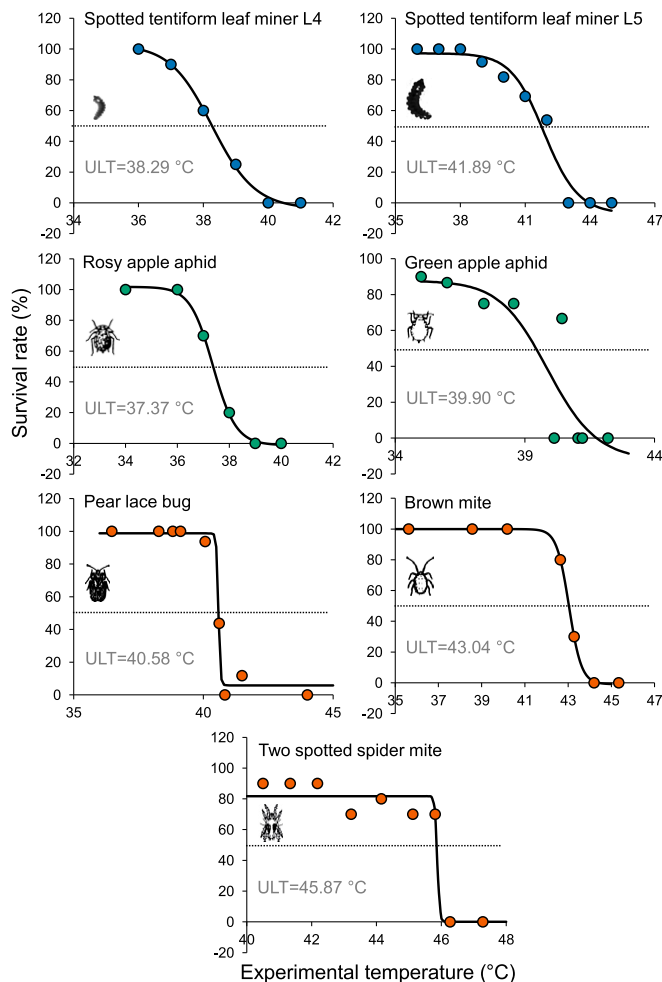 Spotted tentiform leaf miner L4
120
100
80
60
40
20
0
-20
ULT=38.29 °C
34 36 38 40 42
Spotted tentiform leaf miner L5
120
100
80
60
40
20
0
-20
ULT=41.89 °C
35 37 39 41 43 45 47
Rosy apple aphid
120
100
80
60
40
20
0
-20
ULT=37.37 °C
32 34 36 38 40 42
Green apple aphid
100
80
60
40
20
0
-20
ULT=39.90 °C
34 39 44
Survival rate (%)
Pear lace bug
120
100
80
60
40
20
0
ULT=40.58 °C
35 40 45
Brown mite
120
100
80
60
40
20
0
-20
ULT=43.04 °C
35 37 39 41 43 45 47
Two spotted spider mite
120
100
80
60
40
20
0
ULT=45.87 °C
40 42 44 46 48
Experimental temperature (°C)